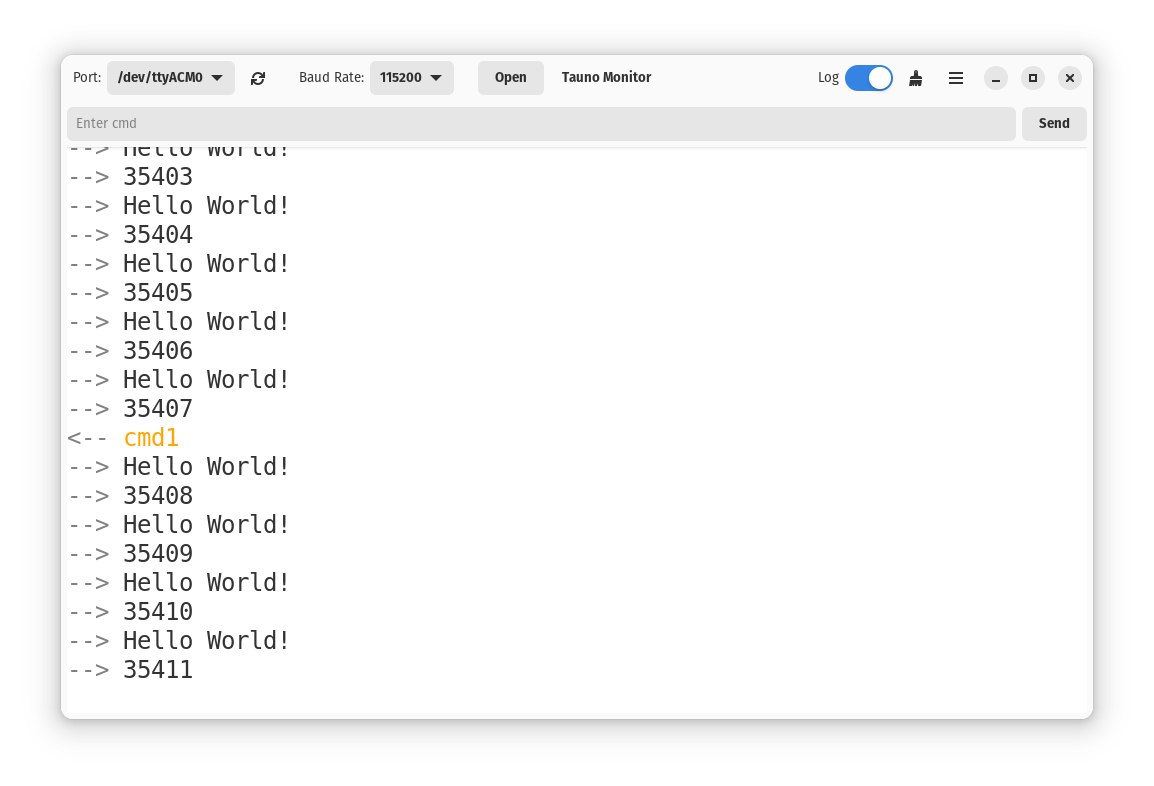 Port: /dev/ttyACM0 Baud Rate: 115200 Open Tauno Monitor Log
Enter cmd Send
--> Hello World!
--> 35403
--> Hello World!
--> 35404
--> Hello World!
--> 35405
--> Hello World!
--> 35406
--> Hello World!
--> 35407
<-- cmd1
--> Hello World!
--> 35408
--> Hello World!
--> 35409
--> Hello World!
--> 35410
--> Hello World!
--> 35411